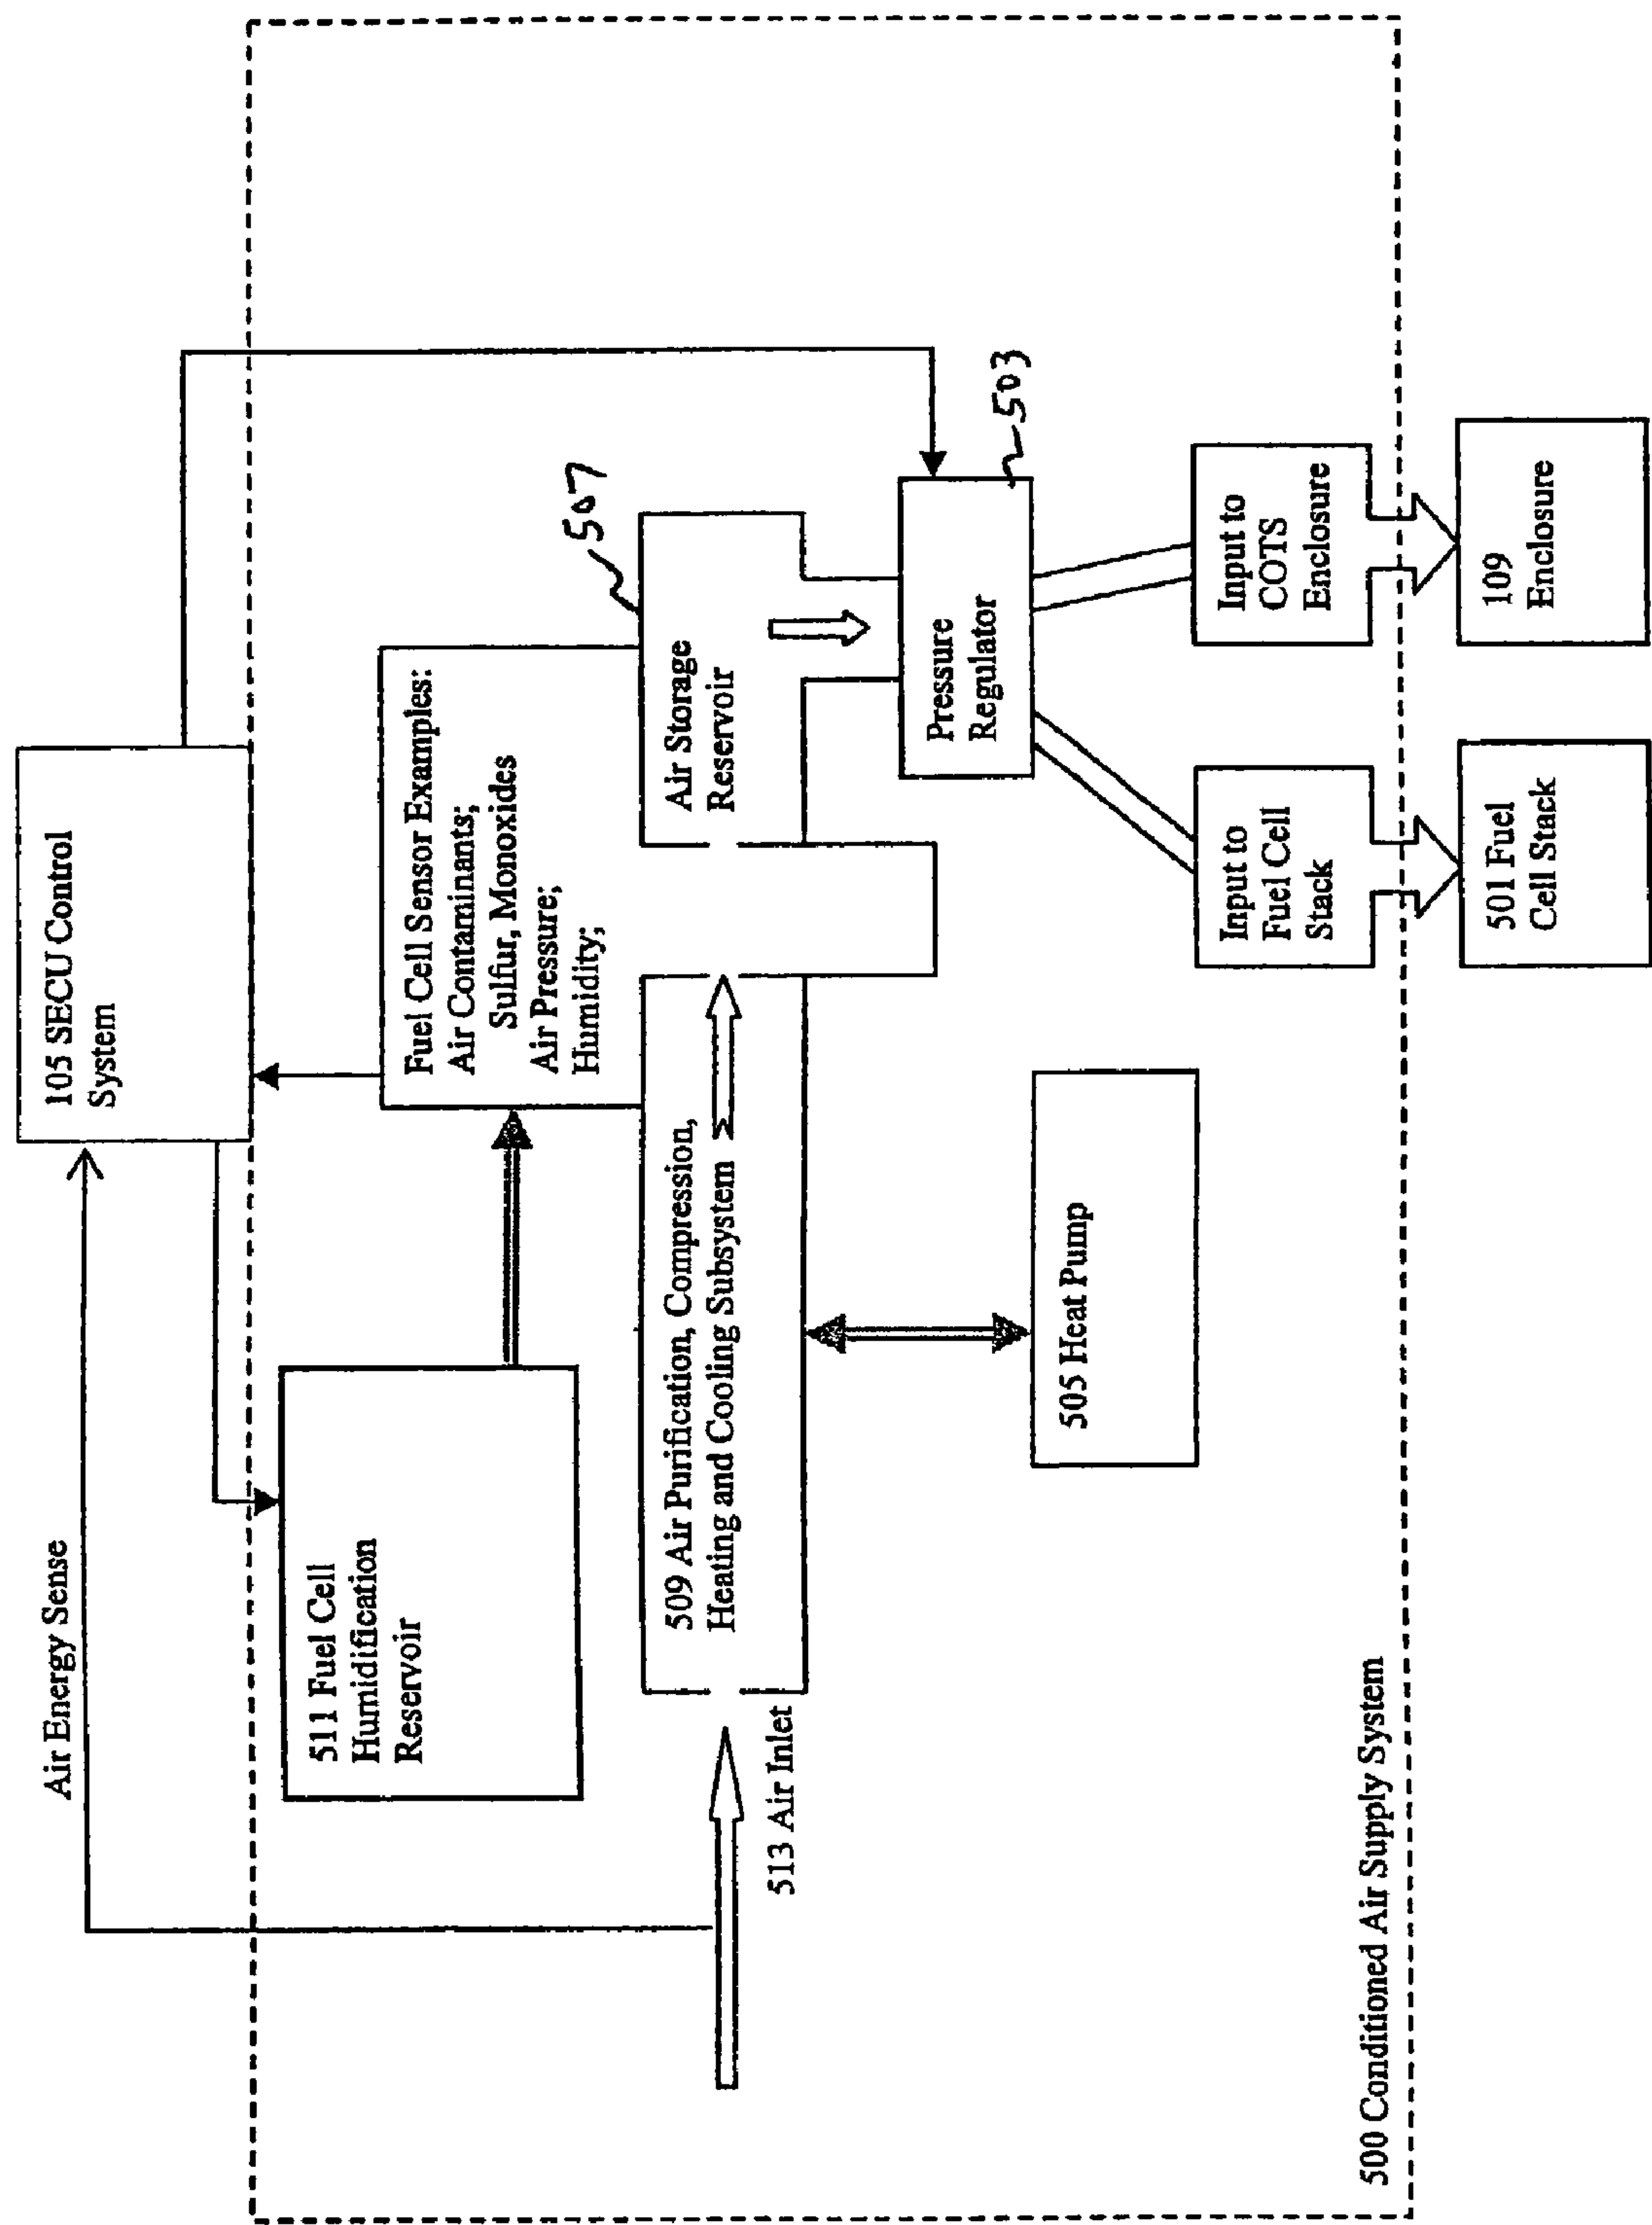 Air Energy Sense
105 SECU Control
System
511 Fuel Cell
Humidification
Reservoir
Fuel Cell Sensor Examples:
Air Contaminants;
Sulfur, Monoxides
Air Pressure;
Humidity;
507
513 Air Inlet
509 Air Purification, Compression,
Heating and Cooling Subsystem
Air Storage
Reservoir
Pressure
Regulator
503
505 Heat Pump
Input to
Fuel Cell
Stack
Input to
COTS
Enclosure
500 Conditioned Air Supply System
501 Fuel
Cell Stack
109
Enclosure